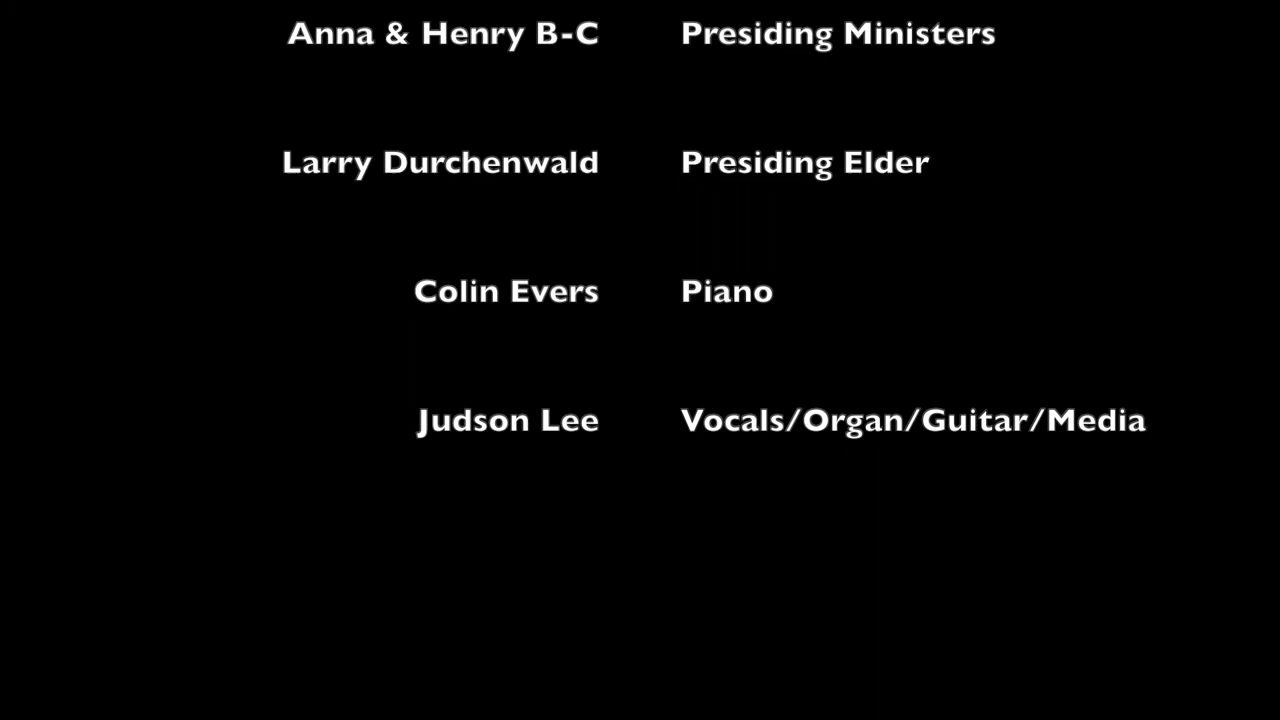 Anna & Henry B-C Presiding Ministers
Larry Durchenwald Presiding Elder
Colin Evers Piano
Judson Lee Vocals/Organ/Guitar/Media